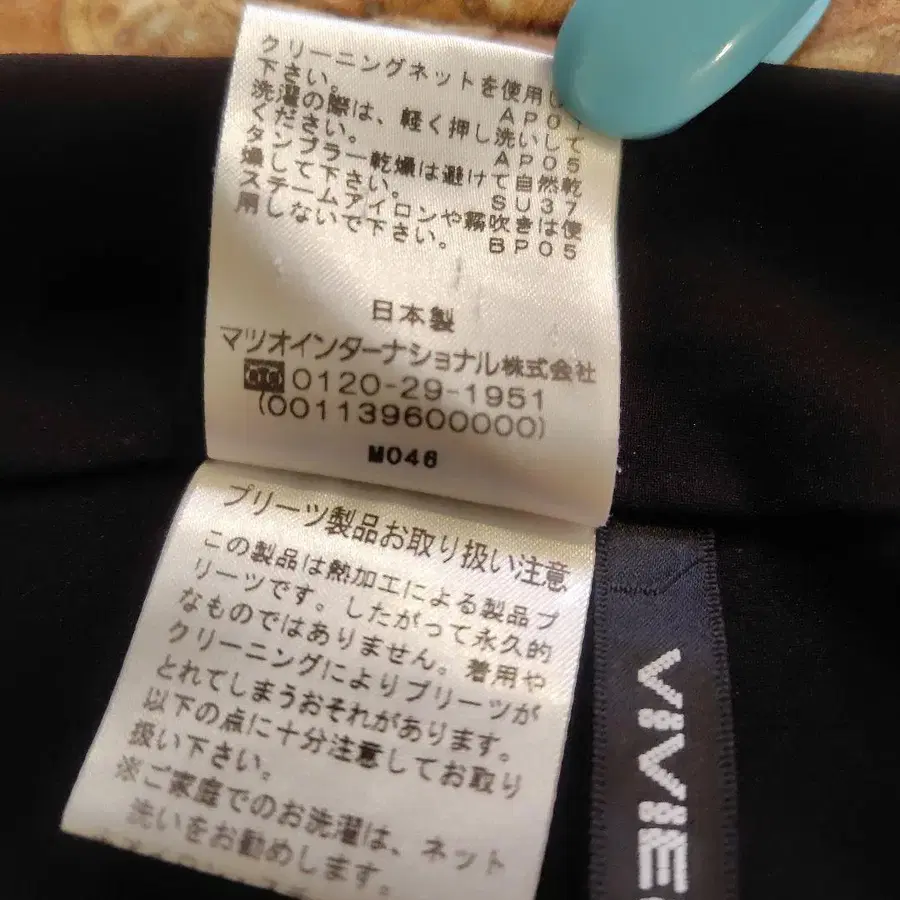 クリーニングネットを使用し
下さい。 AP01
洗濯の際は、軽く押し洗いして
ください。 AP05
タンブラー乾燥は避けて自然乾
燥して下さい。 SU37
スチームアイロンや霧吹きは使
用しないで下さい。 BP05
日本製
マツオインターナショナル株式会社
0120-29-1951
(001139600000)
M046
プリーツ製品お取り扱い注意
この製品は熱加工による製品プ
リーツです。したがって永久的
なものではありません。着用や
クリーニングによりプリーツが
とれてしまうおそれがあります。
以下の点に十分注意してお取り
扱い下さい。
※ご家庭でのお洗濯は、ネット
洗いをお勧めします。
VIVIE